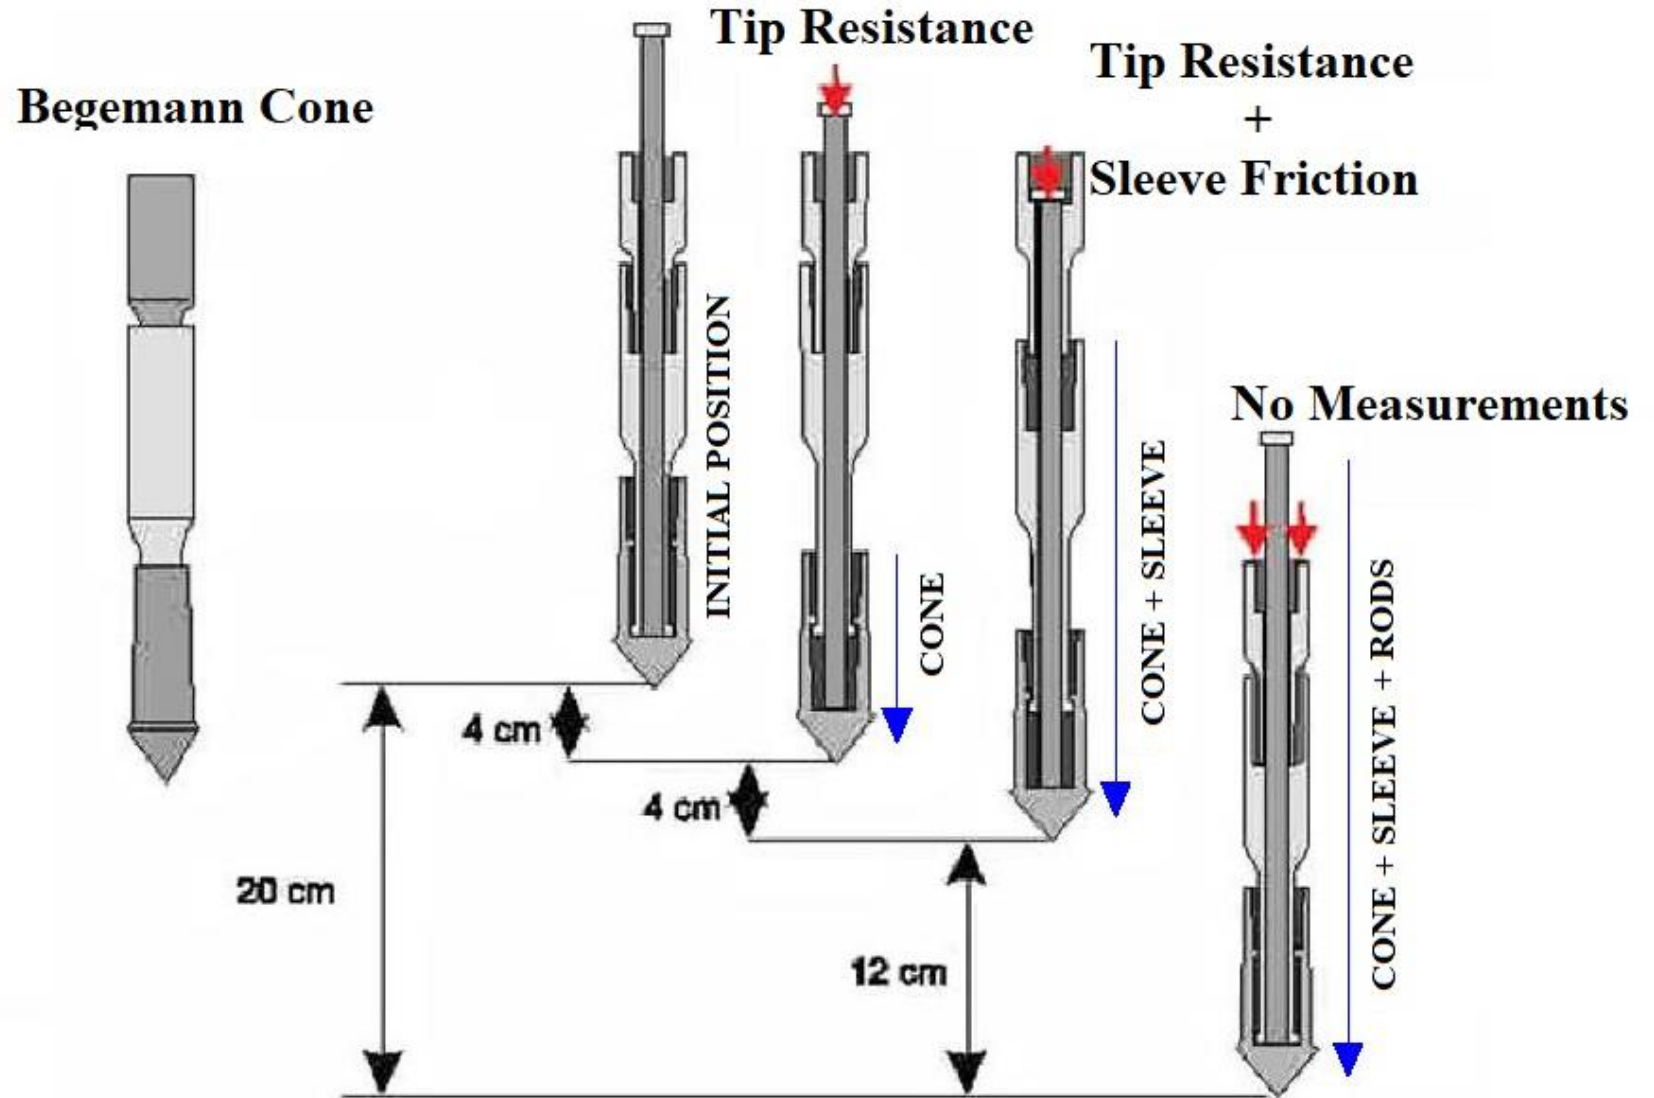 Tip Resistance
Tip Resistance
+
Sleeve Friction
Begemann Cone
INITIAL POSITION
No Measurements
CONE
CONE + SLEEVE
CONE + SLEEVE + RODS
4 cm
4 cm
20 cm
12 cm